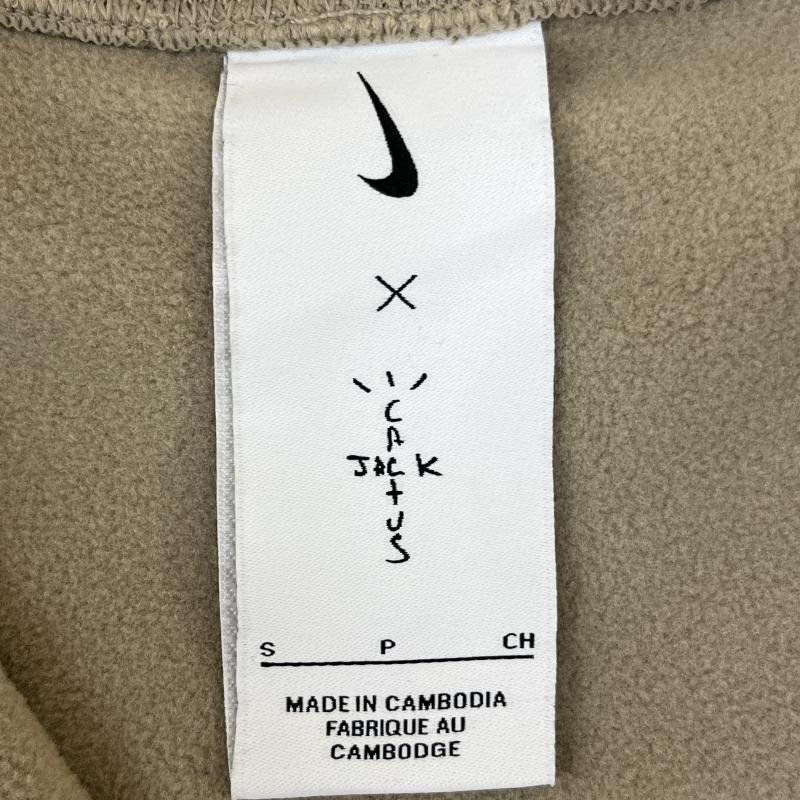 X
CACTUS
JACK
S P CH
MADE IN CAMBODIA
FABRIQUE AU
CAMBODGE